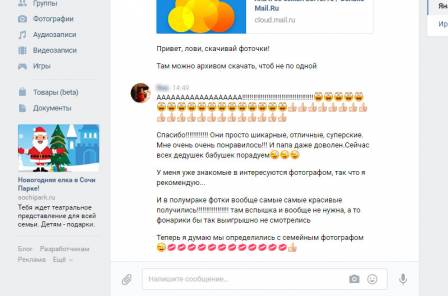 Группы
Фотографии
Аудиозаписи
Видеозаписи
Игры
Товары (beta)
Документы
Новогодняя елка в Сочи
Парке!
sochipark.ru
Тебя ждет театральное
представление для всей
семьи. Детям - подарки.
Блог Разработчикам
Реклама Ещё
Mail.Ru
cloud.mail.ru
Привет, лови, скачивай фоточки!
Там можно архивом скачать, чтоб не по одной
14:49
Спасибо!!!!!!!!!!!! Они просто шикарные, отличные, суперские.
Мне очень очень понравилось!!! И папа даже доволен.Сейчас
всех дедушек бабушек порадуем
У меня уже знакомые в интересуются фотографом, так что я
рекомендую...
И в полумраке фотки вообще самые самые красивые
получились!!!!!!!!!!!!!!!! там вспышка и вообще не нужна, а то
фонарики бы так выигрышно не смотрелись
Теперь я думаю мы определились с семейным фотографом
Напишите сообщение...